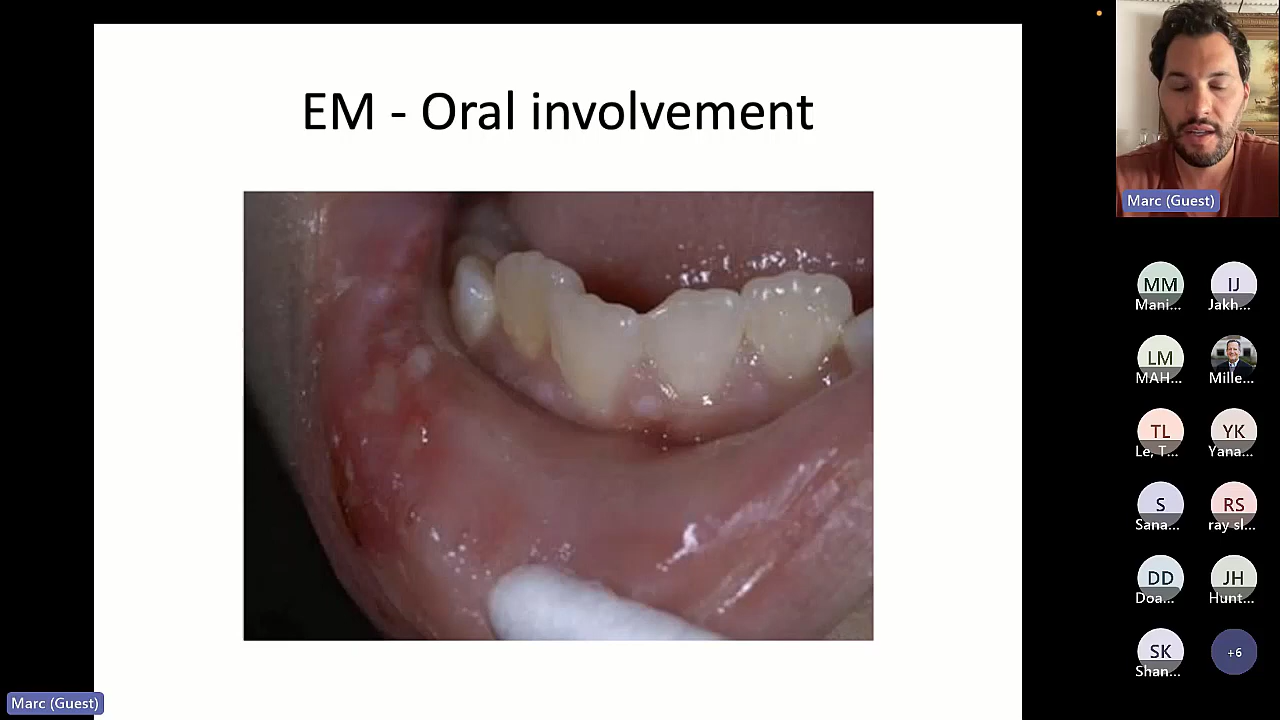 EM - Oral involvement
Marc (Guest)
MM
Mani...
IJ
Jakh...
LM
MAH...
Mille...
TL
Le, T...
YK
Yana...
S
Sana...
RS
ray sl...
DD
Doa...
JH
Hunt...
SK
Shan...
+6
Marc (Guest)